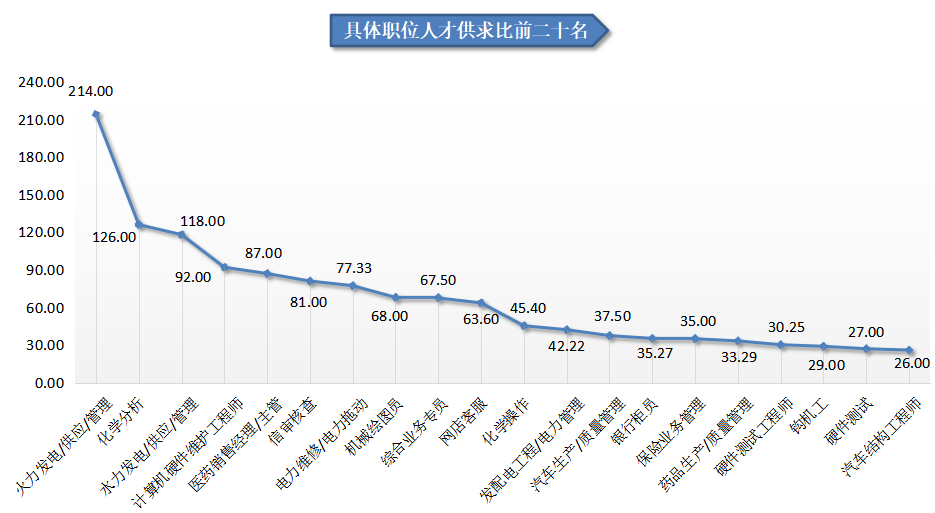 具体职位人才供求比前二十名
240.00
210.00
180.00
150.00
120.00
90.00
60.00
30.00
0.00
214.00
126.00
118.00
92.00
87.00
81.00
77.33
68.00
67.50
63.60
45.40
42.22
37.50
35.27
35.00
33.29
30.25
29.00
27.00
26.00
火力发电/供应/管理
化学分析
水力发电/供应/管理
计算机硬件维护工程师
医药销售经理/主管
信审核查
电力维修/电力拖动
机械绘图员
综合业务专员
网店客服
化学操作
发配电工程/电力管理
汽车生产/质量管理
银行柜员
保险业务管理
药品生产/质量管理
硬件测试工程师
钩机工
硬件测试
汽车结构工程师